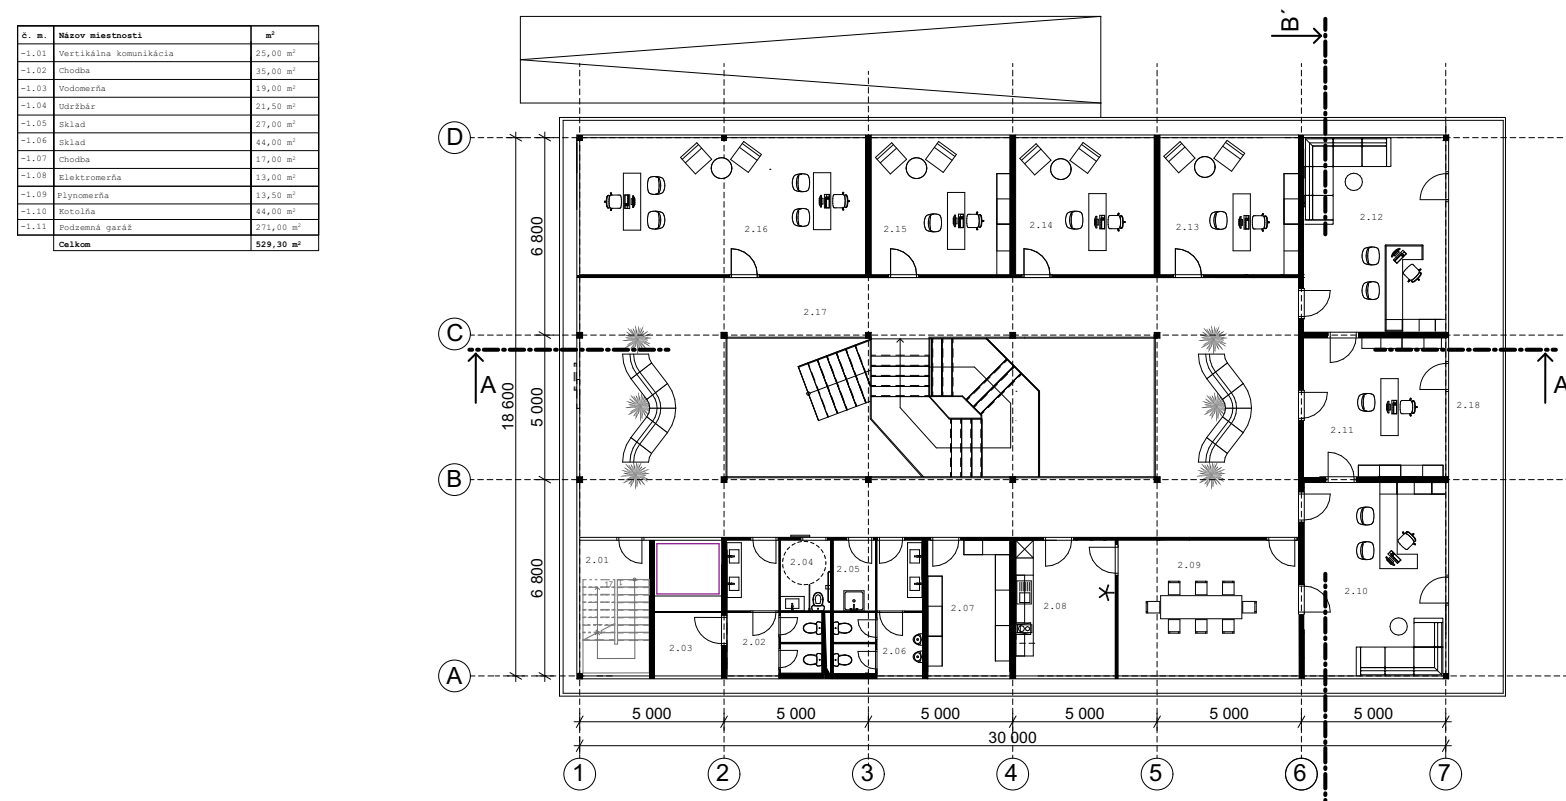 č. m. Názov miestnosti m²
-1.01 Vertikálna komunikácia 25,00 m²
-1.02 Chodba 35,00 m²
-1.03 Vodomerňa 19,00 m²
-1.04 Udržbár 21,50 m²
-1.05 Sklad 27,00 m²
-1.06 Sklad 44,00 m²
-1.07 Chodba 17,00 m²
-1.08 Elektromerňa 13,00 m²
-1.09 Plynomerňa 13,50 m²
-1.10 Kotolňa 44,00 m²
-1.11 Podzemná garáž 271,00 m²
Celkom 529,30 m²
B'
D
6 800
2.16
2.15
2.14
2.13
2.12
2.17
C
A
18 600
5 000
2.11
2.18
A
B
6 800
2.01
2.04
2.05
2.09
2.07
2.08
2.10
2.03
2.02
2.06
A
5 000
5 000
5 000
5 000
5 000
5 000
30 000
1
2
3
4
5
6
7